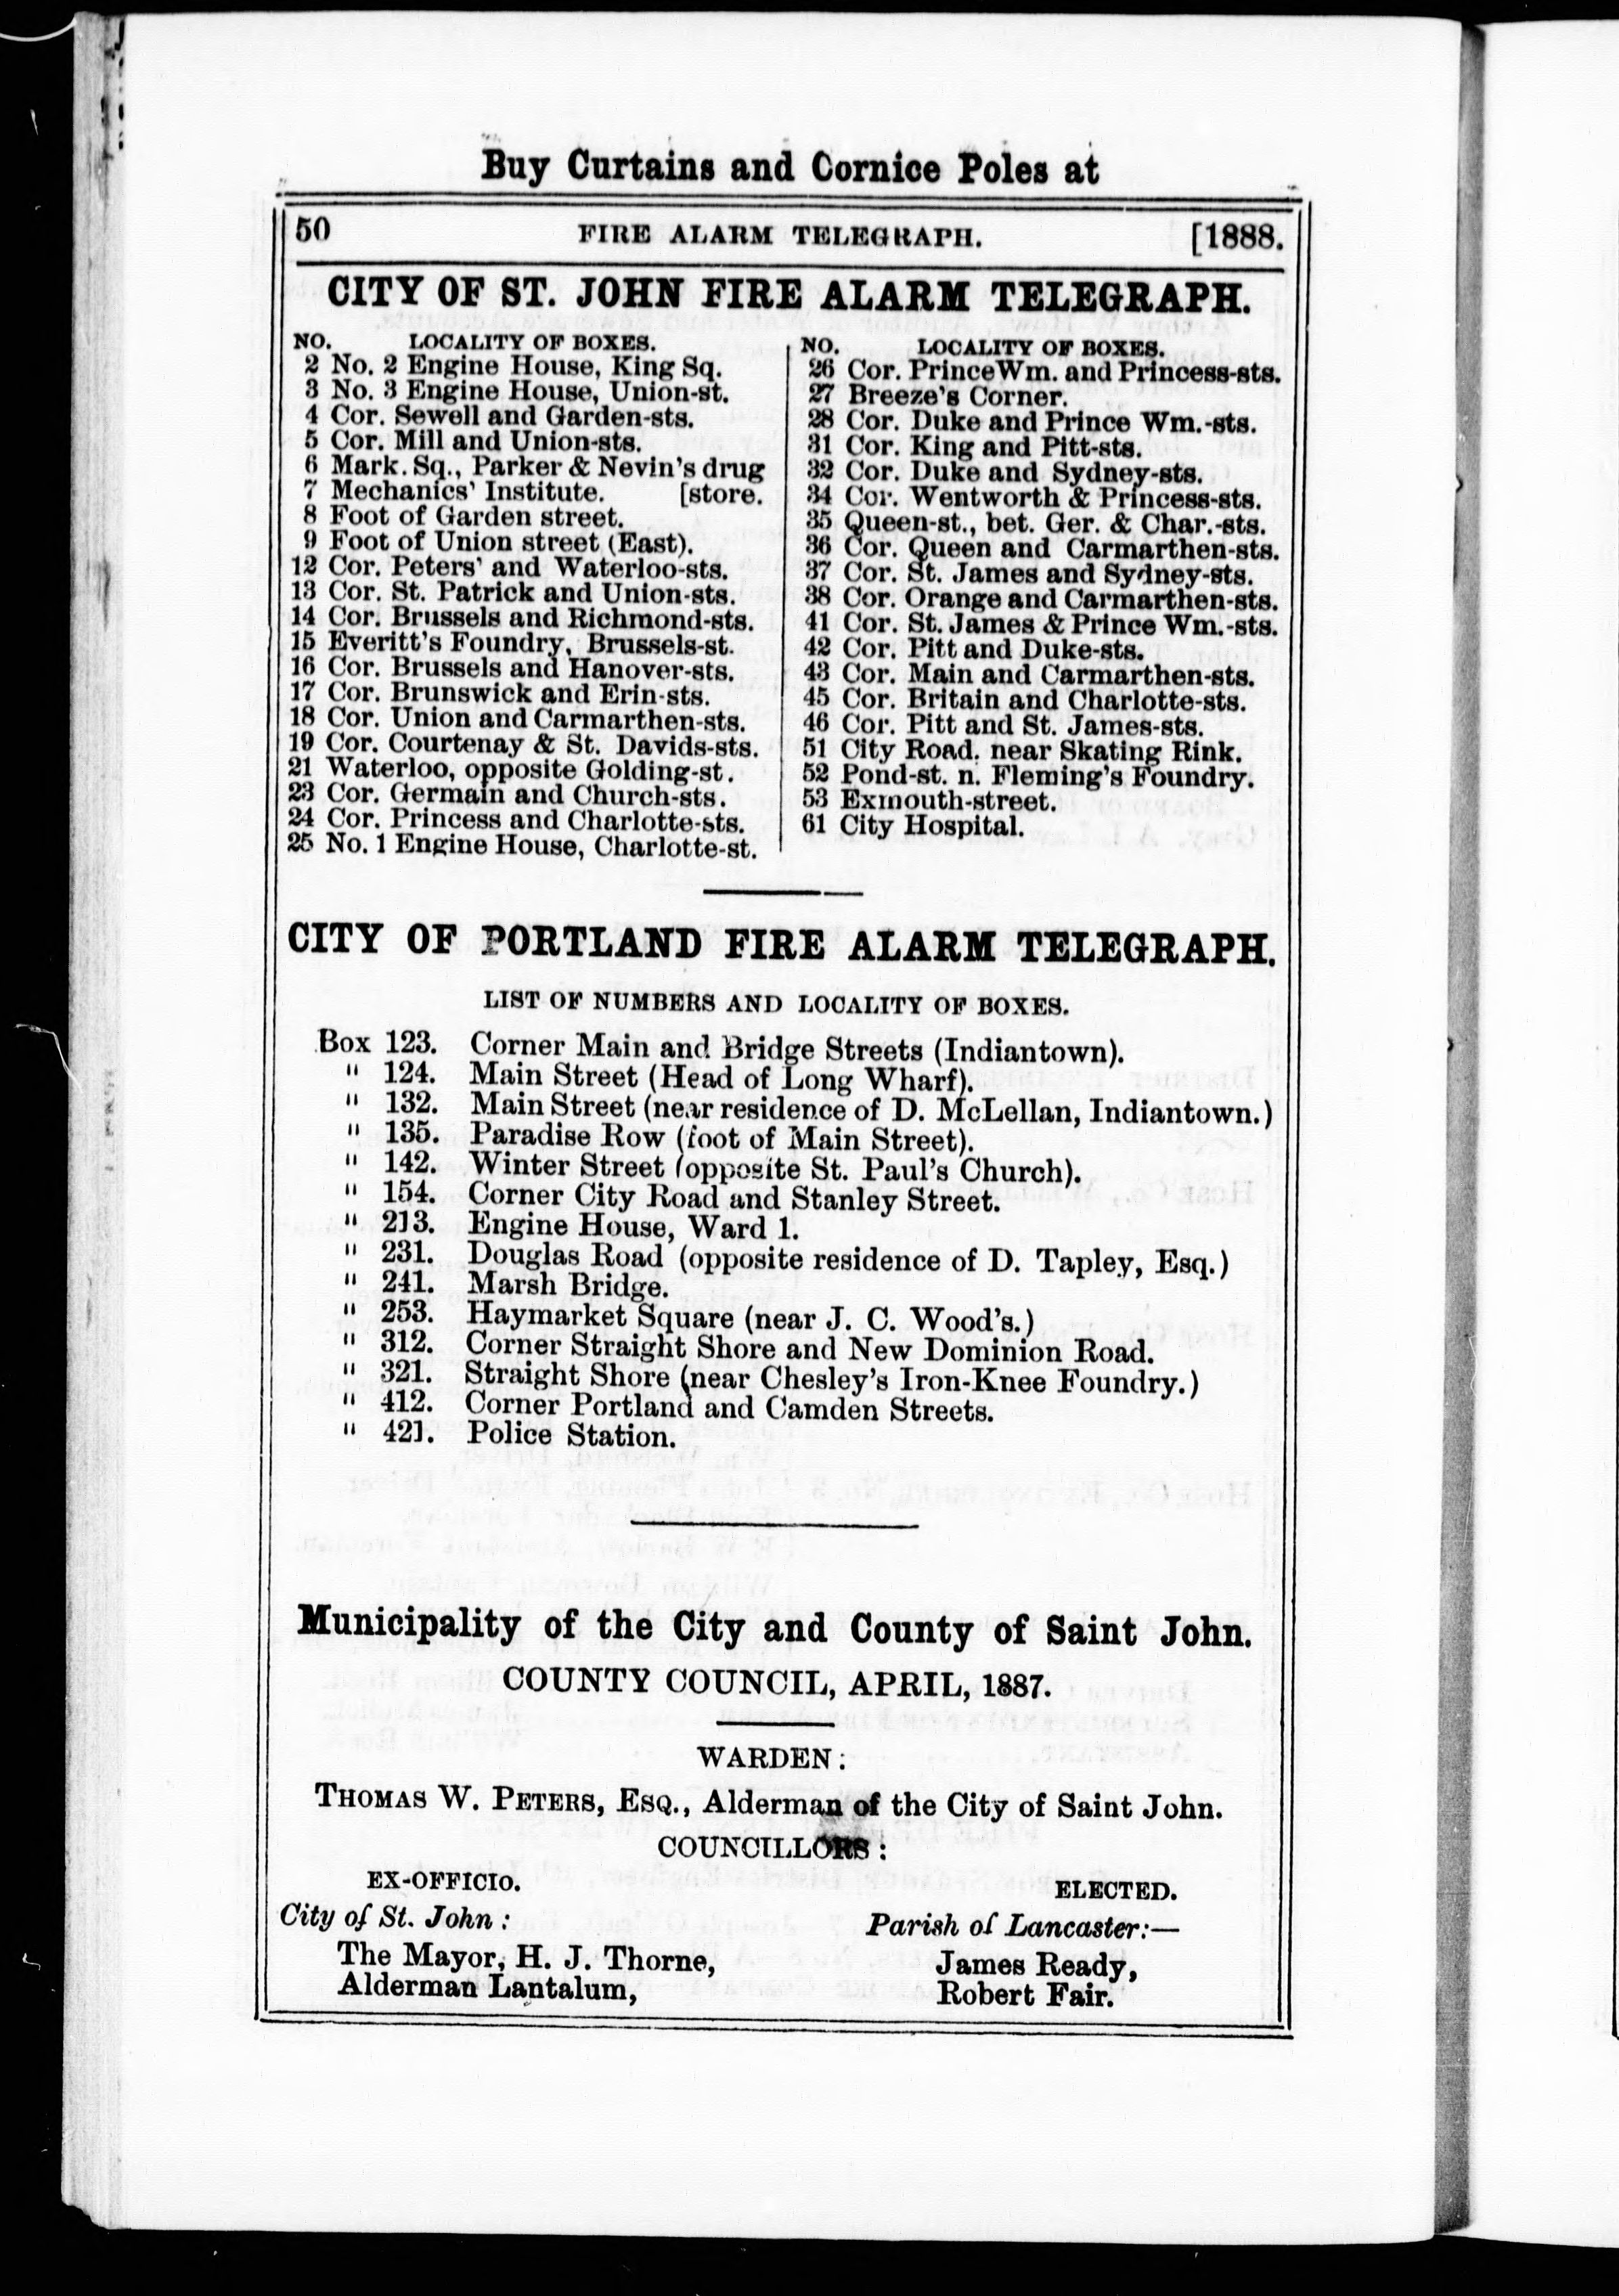 Buy Curtains and Cornice Poles at
50 FIRE ALARM TELEGRAPH. [1888.
CITY OF ST. JOHN FIRE ALARM TELEGRAPH.
NO. LOCALITY OF BOXES.
2 No. 2 Engine House, King Sq.
3 No. 3 Engine House, Union-st.
4 Cor. Sewell and Garden-sts.
5 Cor. Mill and Union-sts.
6 Mark. Sq., Parker & Nevin's drug
7 Mechanics' Institute. [store.
8 Foot of Garden street.
9 Foot of Union street (East).
12 Cor. Peters' and Waterloo-sts.
13 Cor. St. Patrick and Union-sts.
14 Cor. Brussels and Richmond-sts.
15 Everitt's Foundry, Brussels-st.
16 Cor. Brussels and Hanover-sts.
17 Cor. Brunswick and Erin-sts.
18 Cor. Union and Carmarthen-sts.
19 Cor. Courtenay & St. Davids-sts.
21 Waterloo, opposite Golding-st.
23 Cor. Germain and Church-sts.
24 Cor. Princess and Charlotte-sts.
25 No. 1 Engine House, Charlotte-st.
NO. LOCALITY OF BOXES.
26 Cor. Prince Wm. and Princess-sts.
27 Breeze's Corner.
28 Cor. Duke and Prince Wm.-sts.
31 Cor. King and Pitt-sts.
32 Cor. Duke and Sydney-sts.
34 Cor. Wentworth & Princess-sts.
35 Queen-st., bet. Ger. & Char.-sts.
36 Cor. Queen and Carmarthen-sts.
37 Cor. St. James and Sydney-sts.
38 Cor. Orange and Carmarthen-sts.
41 Cor. St. James & Prince Wm.-sts.
42 Cor. Pitt and Duke-sts.
43 Cor. Main and Carmarthen-sts.
45 Cor. Britain and Charlotte-sts.
46 Cor. Pitt and St. James-sts.
51 City Road, near Skating Rink.
52 Pond-st. n. Fleming's Foundry.
53 Exmouth-street.
61 City Hospital.
CITY OF PORTLAND FIRE ALARM TELEGRAPH.
LIST OF NUMBERS AND LOCALITY OF BOXES.
Box 123. Corner Main and Bridge Streets (Indiantown).
" 124. Main Street (Head of Long Wharf).
" 132. Main Street (near residence of D. McLellan, Indiantown.)
" 135. Paradise Row (foot of Main Street).
" 142. Winter Street (opposite St. Paul's Church).
" 154. Corner City Road and Stanley Street.
" 213. Engine House, Ward 1.
" 231. Douglas Road (opposite residence of D. Tapley, Esq.)
" 241. Marsh Bridge.
" 253. Haymarket Square (near J. C. Wood's.)
" 312. Corner Straight Shore and New Dominion Road.
" 321. Straight Shore (near Chesley's Iron-Knee Foundry.)
" 412. Corner Portland and Camden Streets.
" 421. Police Station.
Municipality of the City and County of Saint John.
COUNTY COUNCIL, APRIL, 1887.
WARDEN:
THOMAS W. PETERS, ESQ., Alderman of the City of Saint John.
COUNCILLORS:
EX-OFFICIO.
City of St. John:
The Mayor, H. J. Thorne,
Alderman Lantalum,
ELECTED.
Parish of Lancaster:—
James Ready,
Robert Fair.